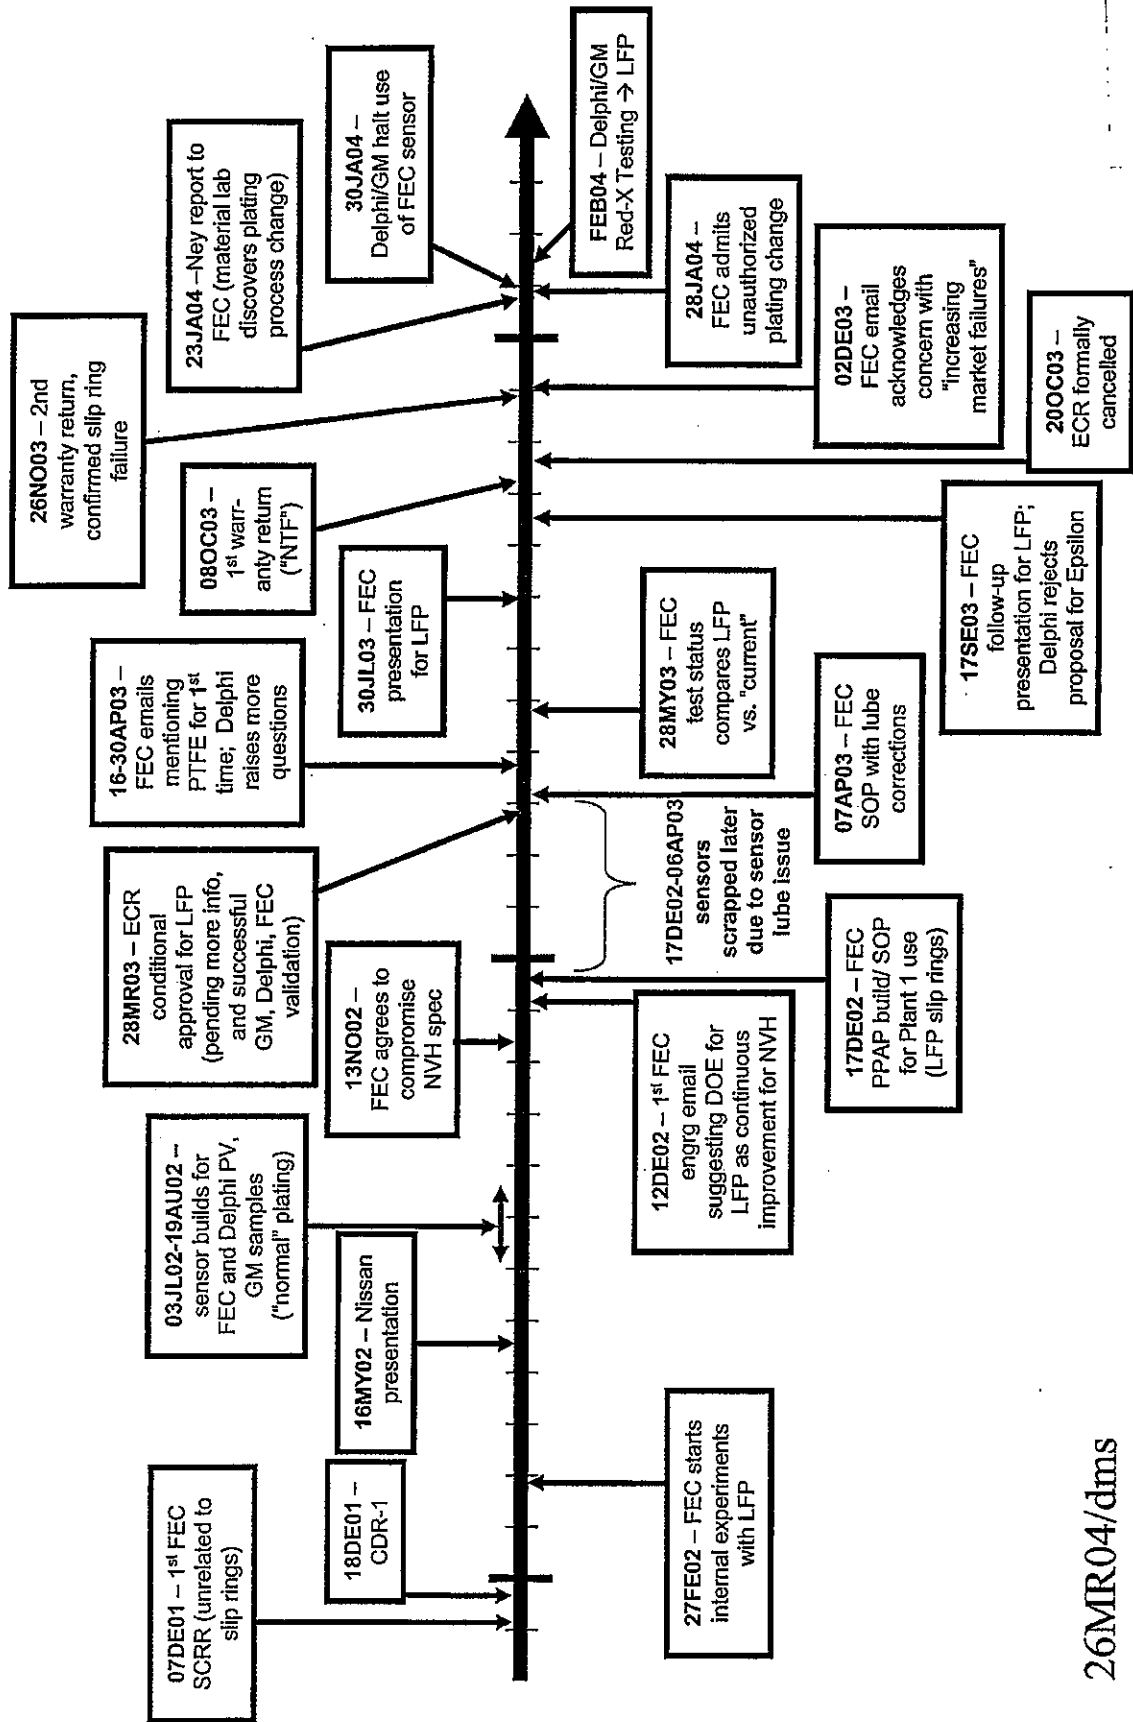 07DE01 – 1st FEC
SCRR (unrelated to
slip rings)
18DE01 –
CDR-1
16MY02 – Nissan
presentation
03JL02-19AU02 –
sensor builds for
FEC and Delphi PV,
GM samples
("normal" plating)
13NO02 –
FEC agrees to
compromise
NVH spec
28MR03 – ECR
conditional
approval for LFP
(pending more info,
and successful
GM, Delphi, FEC
validation)
16-30AP03 –
FEC emails
mentioning
PTFE for 1st
time; Delphi
raises more
questions
30JL03 – FEC
presentation
for LFP
08OC03 –
1st warr-
anty return
("NTF")
26NO03 – 2nd
warranty return,
confirmed slip ring
failure
23JA04 –Ney report to
FEC (material lab
discovers plating
process change)
30JA04 –
Delphi/GM halt use
of FEC sensor
27FE02 – FEC starts
internal experiments
with LFP
12DE02 – 1st FEC
engrg email
suggesting DOE for
LFP as continuous
improvement for NVH
17DE02 – FEC
PPAP build/ SOP
for Plant 1 use
(LFP slip rings)
17DE02-06AP03
sensors
scrapped later
due to sensor
lube issue
07AP03 – FEC
SOP with lube
corrections
28MY03 – FEC
test status
compares LFP
vs. "current"
17SE03 – FEC
follow-up
presentation for LFP;
Delphi rejects
proposal for Epsilon
20OC03 –
ECR formally
cancelled
02DE03 –
FEC email
acknowledges
concern with
"increasing
market failures"
28JA04 –
FEC admits
unauthorized
plating change
FEB04 – Delphi/GM
Red-X Testing → LFP
26MR04/dms